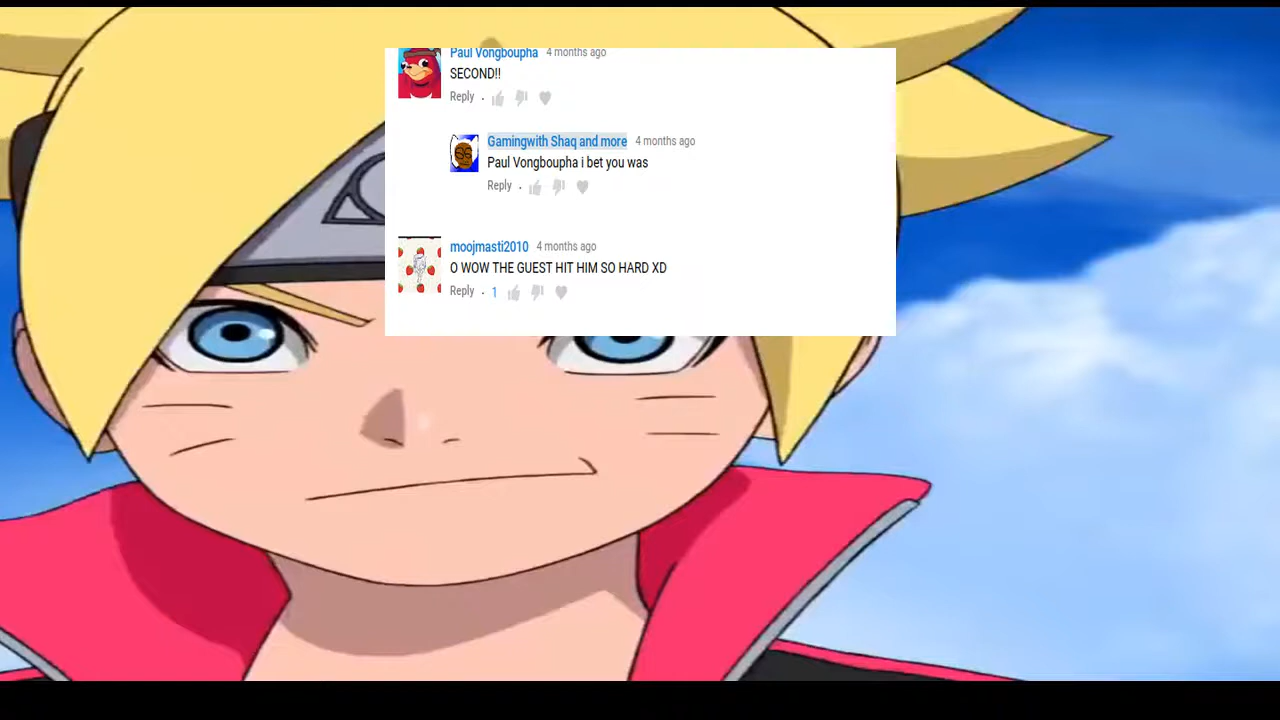 Paul Vongboupha 4 months ago
SECOND!!
Reply .
Gamingwith Shaq and more 4 months ago
Paul Vongboupha i bet you was
Reply .
moojmasti2010 4 months ago
O WOW THE GUEST HIT HIM SO HARD XD
Reply . 1